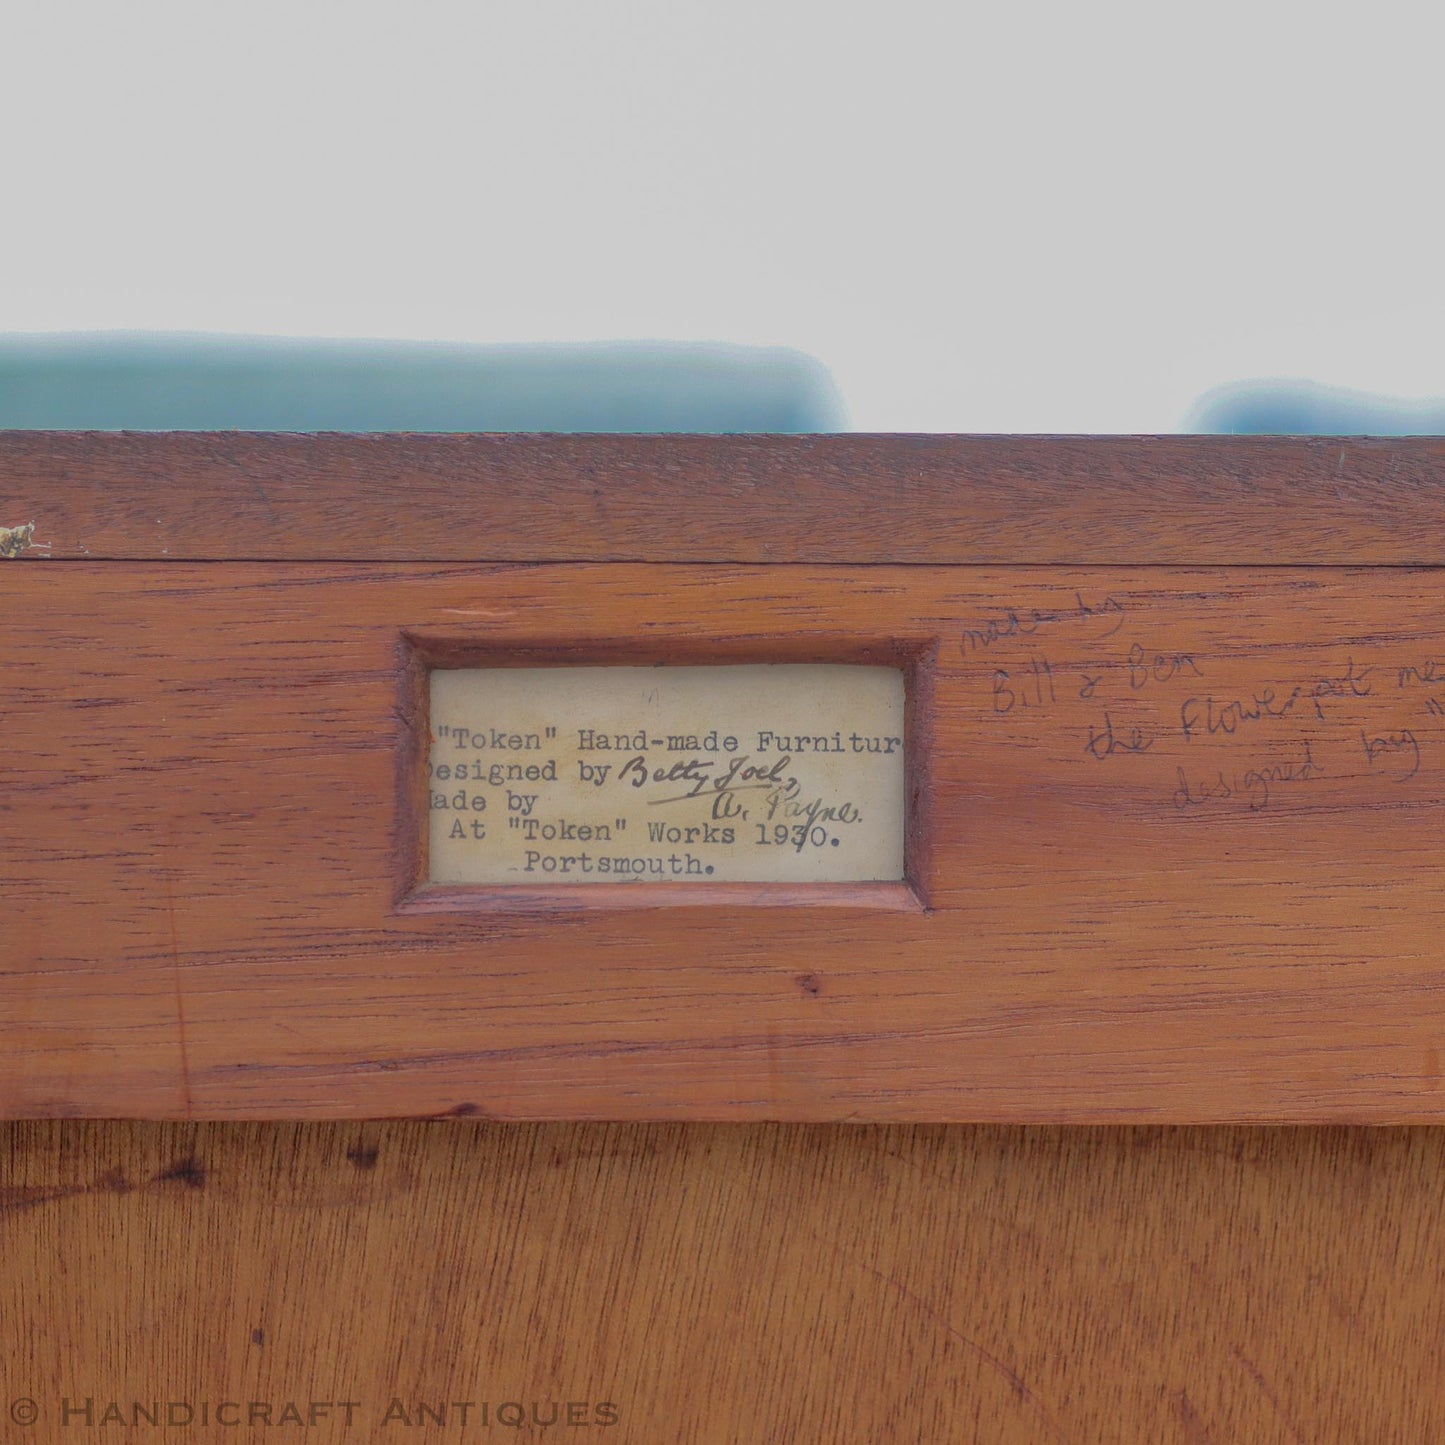 "Token" Hand-made Furnitur
esigned by Betty Joel,
ade by A. Payne.
At "Token" Works 1930.
Portsmouth.
made by
Bill & Ben
the Flowerpot me
designed by "
© HANDICRAFT ANTIQUES